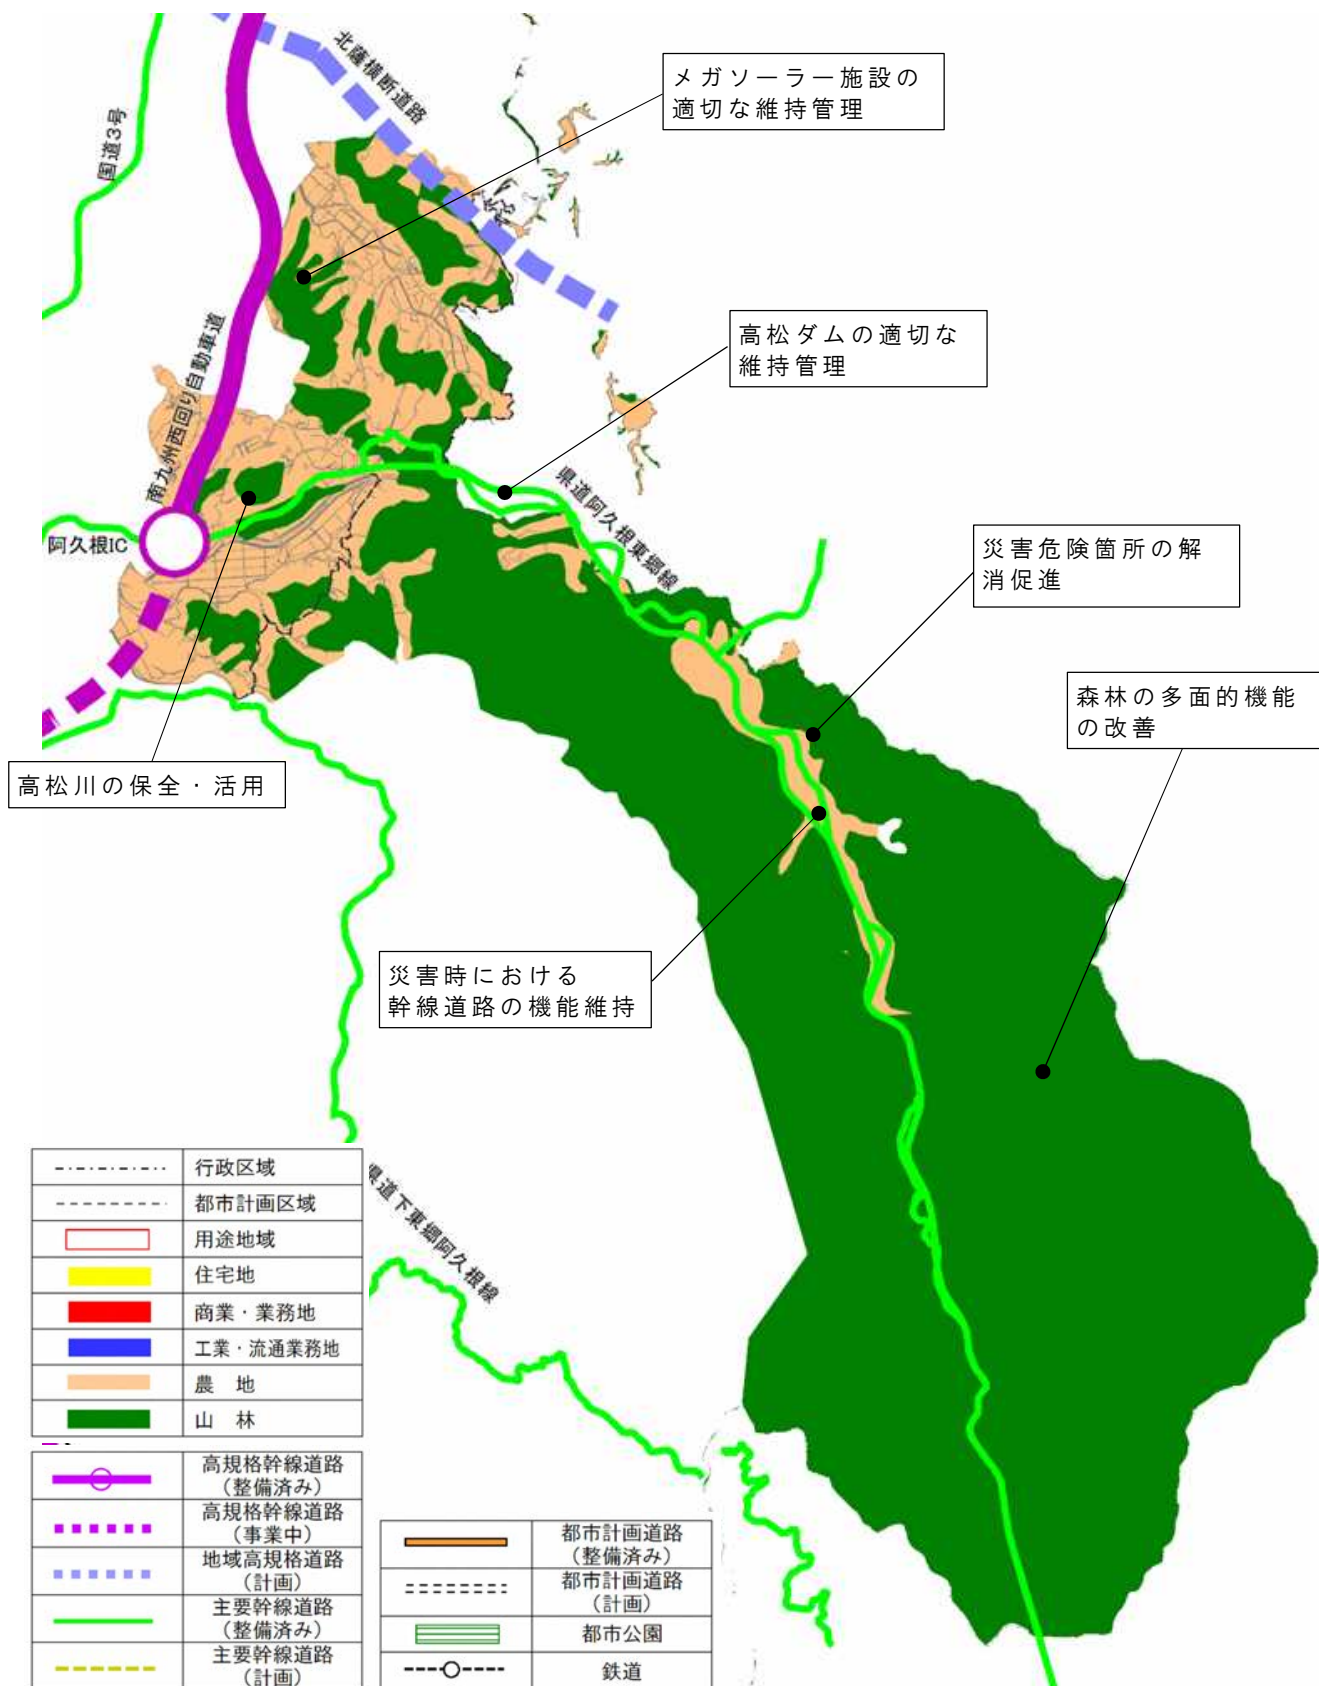 メガソーラー施設の
適切な維持管理
北薩横断道路
国道3号
高松ダムの適切な
維持管理
南九州西回り自動車道
県道阿久根東郷線
阿久根IC
災害危険箇所の解
消促進
森林の多面的機能
の改善
高松川の保全・活用
災害時における
幹線道路の機能維持
県道下東郷阿久根線
行政区域
都市計画区域
用途地域
住宅地
商業・業務地
工業・流通業務地
農　地
山　林
高規格幹線道路
（整備済み）
高規格幹線道路
（事業中）
地域高規格道路
（計画）
主要幹線道路
（整備済み）
主要幹線道路
（計画）
都市計画道路
（整備済み）
都市計画道路
（計画）
都市公園
鉄道